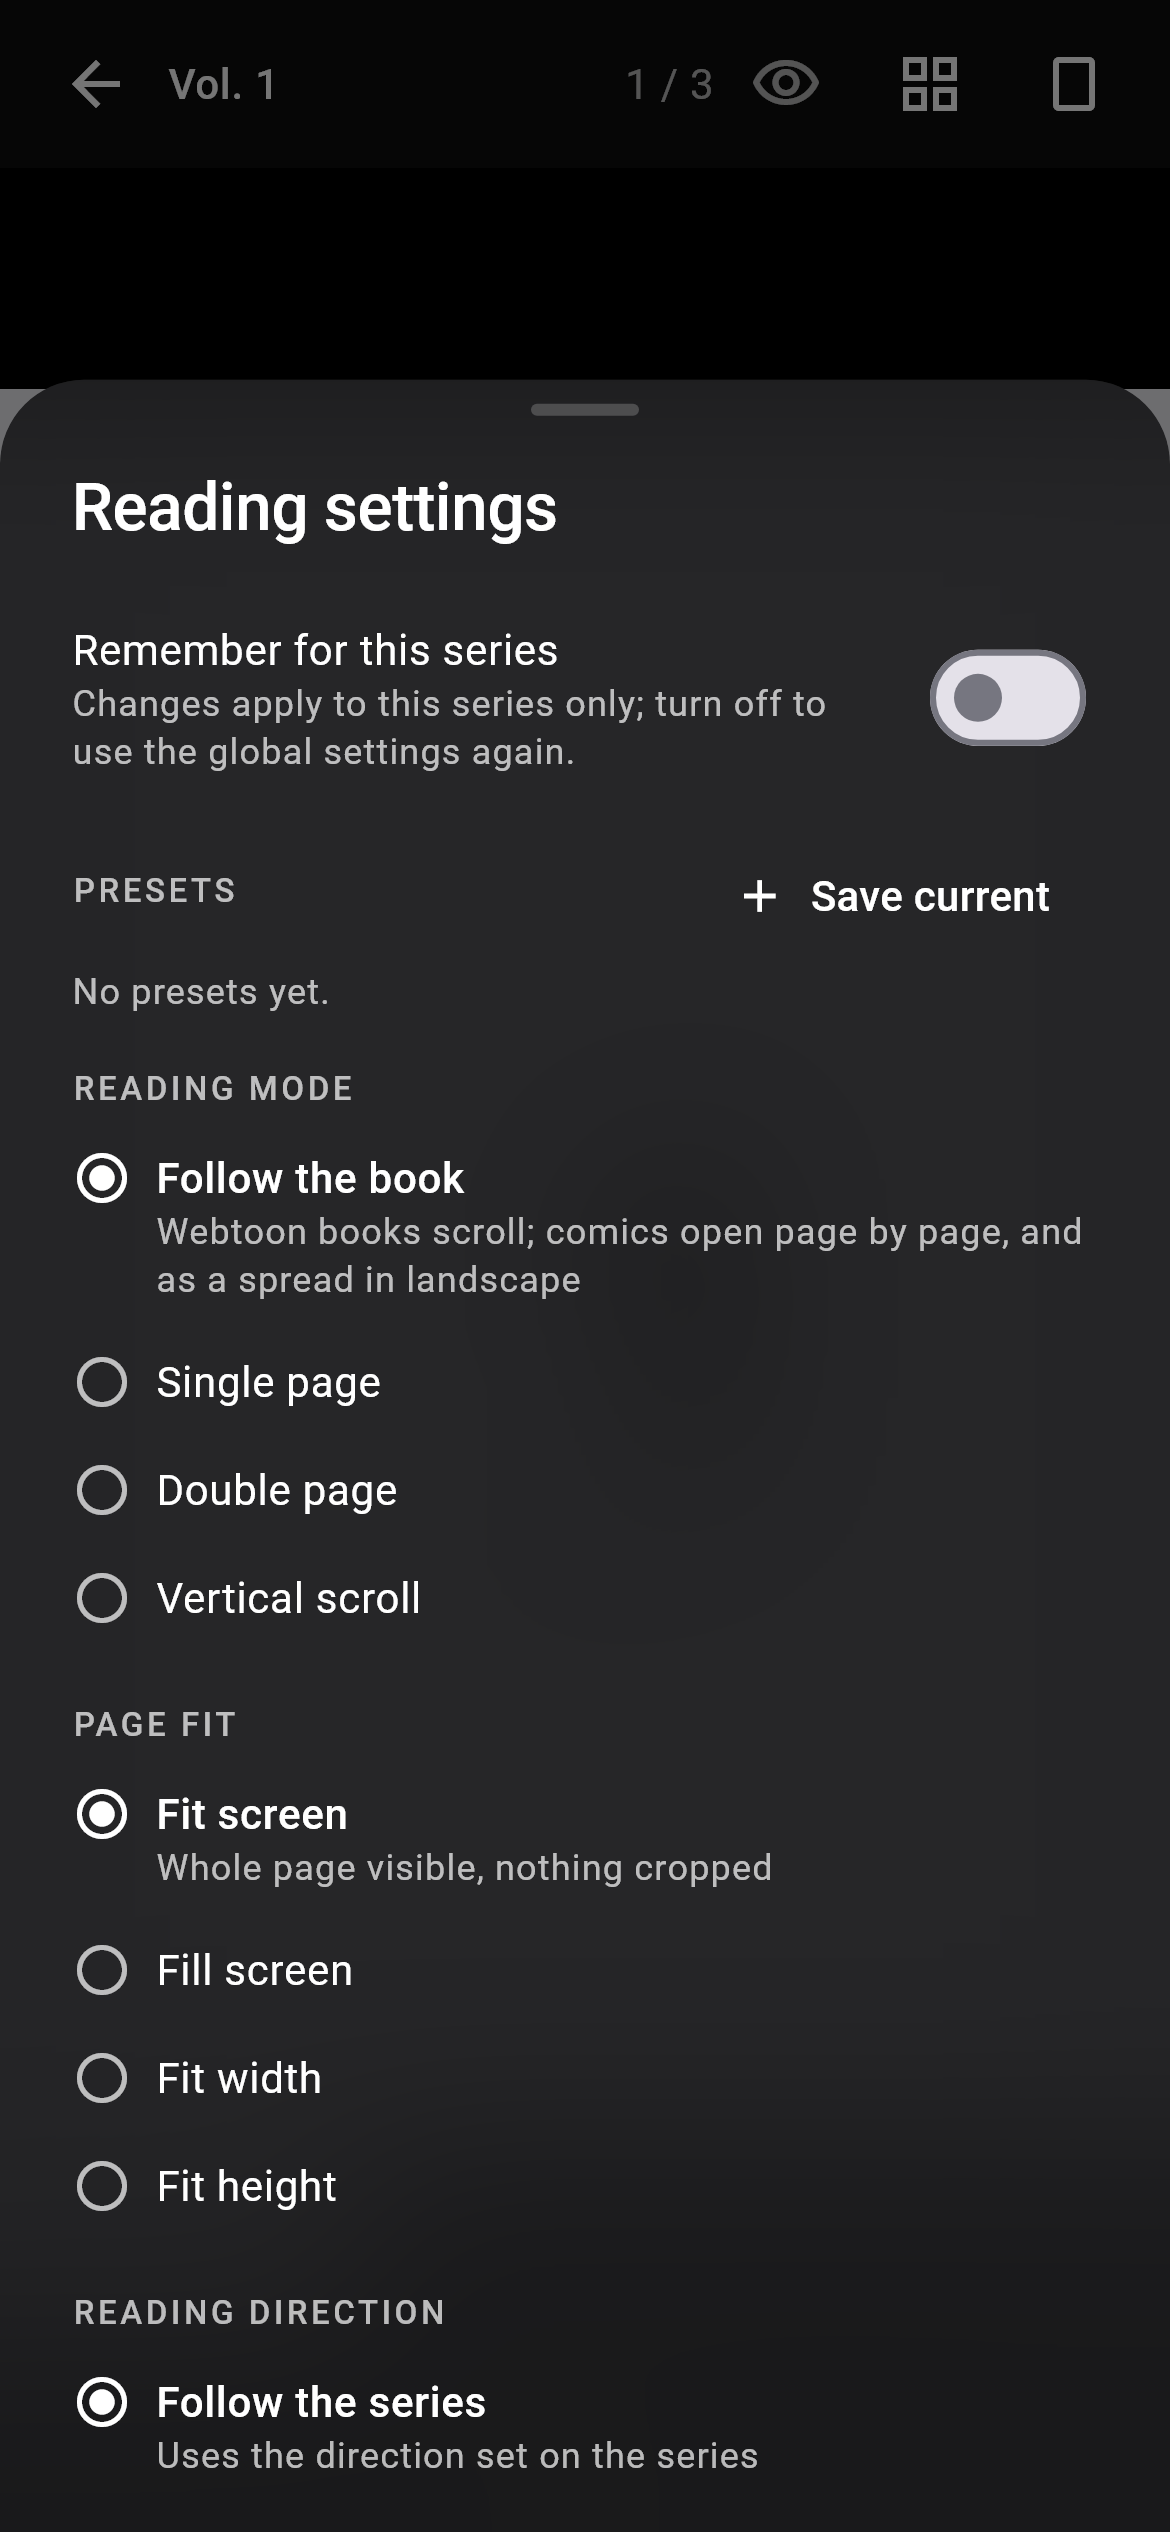 Vol. 1
1 / 3
Reading settings
Remember for this series
Changes apply to this series only; turn off to
use the global settings again.
PRESETS
Save current
No presets yet.
READING MODE
Follow the book
Webtoon books scroll; comics open page by page, and
as a spread in landscape
Single page
Double page
Vertical scroll
PAGE FIT
Fit screen
Whole page visible, nothing cropped
Fill screen
Fit width
Fit height
READING DIRECTION
Follow the series
Uses the direction set on the series